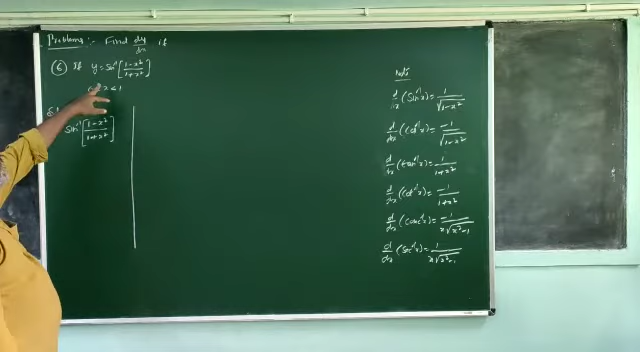 Problems:- Find dy/dx if
⑥ If y = Sin⁻¹[(1-x²)/(1+x²)]
x < 1
Sin⁻¹[(1-x²)/(1+x²)]
Note
d/dx (Sin⁻¹x) = 1/√(1-x²)
d/dx (Cos⁻¹x) = -1/√(1-x²)
d/dx (tan⁻¹x) = 1/(1+x²)
d/dx (Cot⁻¹x) = -1/(1+x²)
d/dx (Cosec⁻¹x) = -1/(x√(x²-1))
d/dx (Sec⁻¹x) = 1/(x√(x²-1))